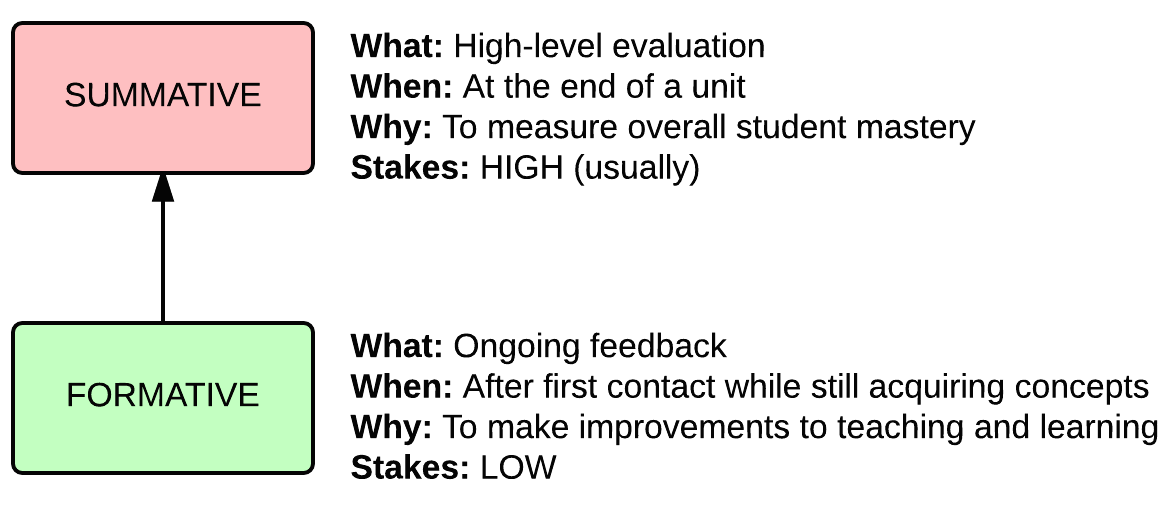 SUMMATIVE
What: High-level evaluation
When: At the end of a unit
Why: To measure overall student mastery
Stakes: HIGH (usually)
FORMATIVE
What: Ongoing feedback
When: After first contact while still acquiring concepts
Why: To make improvements to teaching and learning
Stakes: LOW